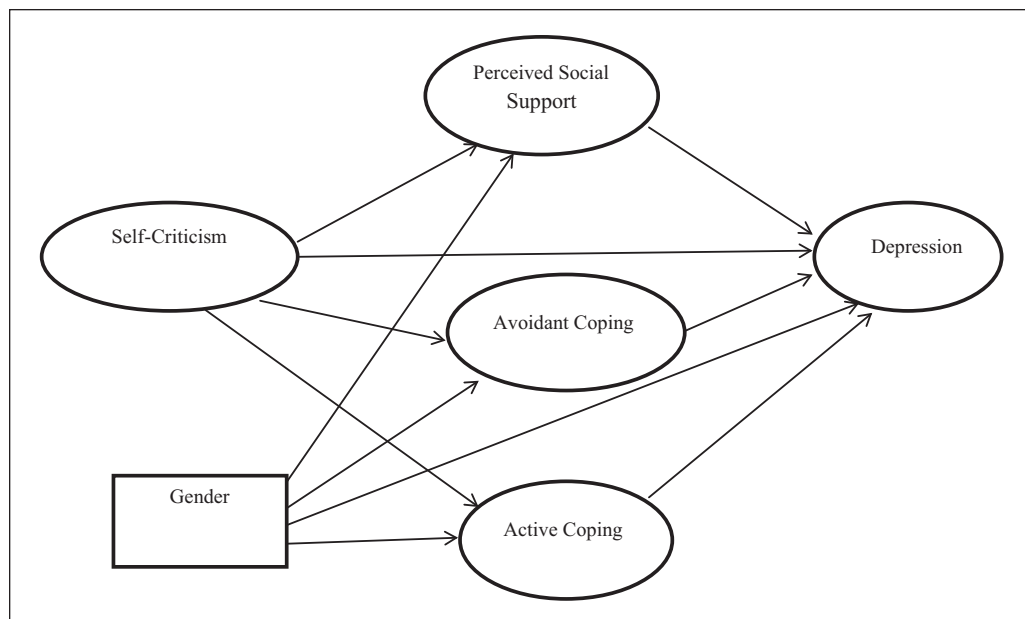 Perceived Social
Support
Self-Criticism
Depression
Avoidant Coping
Gender
Active Coping